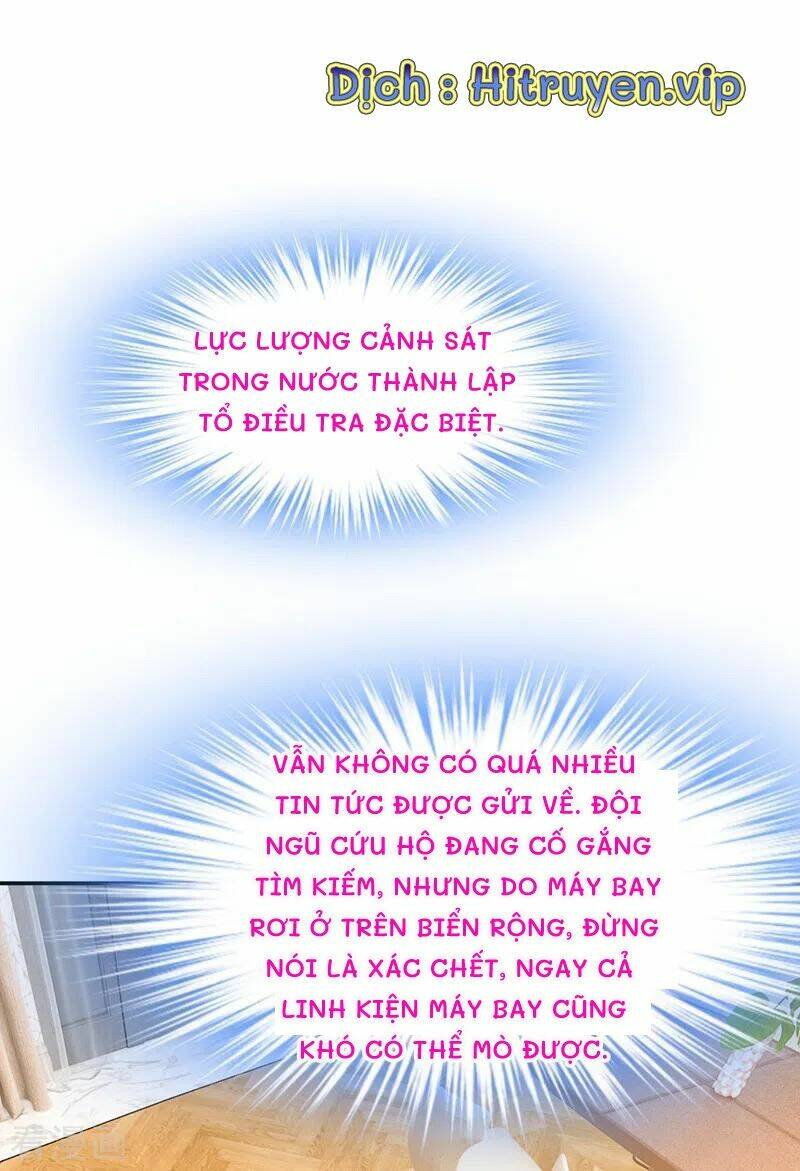 Dịch : Hitruyen.vip
LỰC LƯỢNG CẢNH SÁT
TRONG NƯỚC THÀNH LẬP
TỔ ĐIỀU TRA ĐẶC BIỆT.
VẪN KHÔNG CÓ QUÁ NHIỀU
TIN TỨC ĐƯỢC GỬI VỀ. ĐỘI
NGŨ CỨU HỘ ĐANG CỐ GẮNG
TÌM KIẾM, NHƯNG DO MÁY BAY
RƠI Ở TRÊN BIỂN RỘNG, ĐỪNG
NÓI LÀ XÁC CHẾT, NGAY CẢ
LINH KIỆN MÁY BAY CŨNG
KHÓ CÓ THỂ MÒ ĐƯỢC.
看漫画